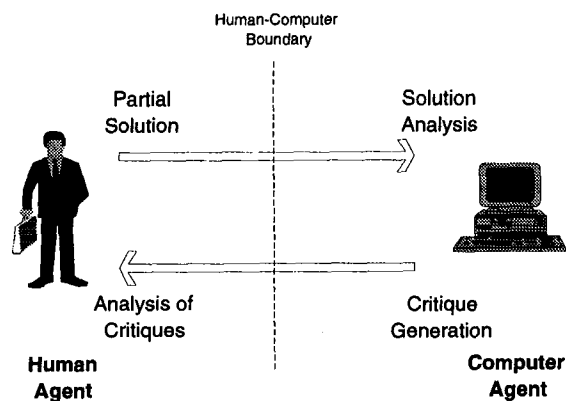 Human-Computer
Boundary
Partial
Solution
Solution
Analysis
Analysis of
Critiques
Critique
Generation
Human
Agent
Computer
Agent